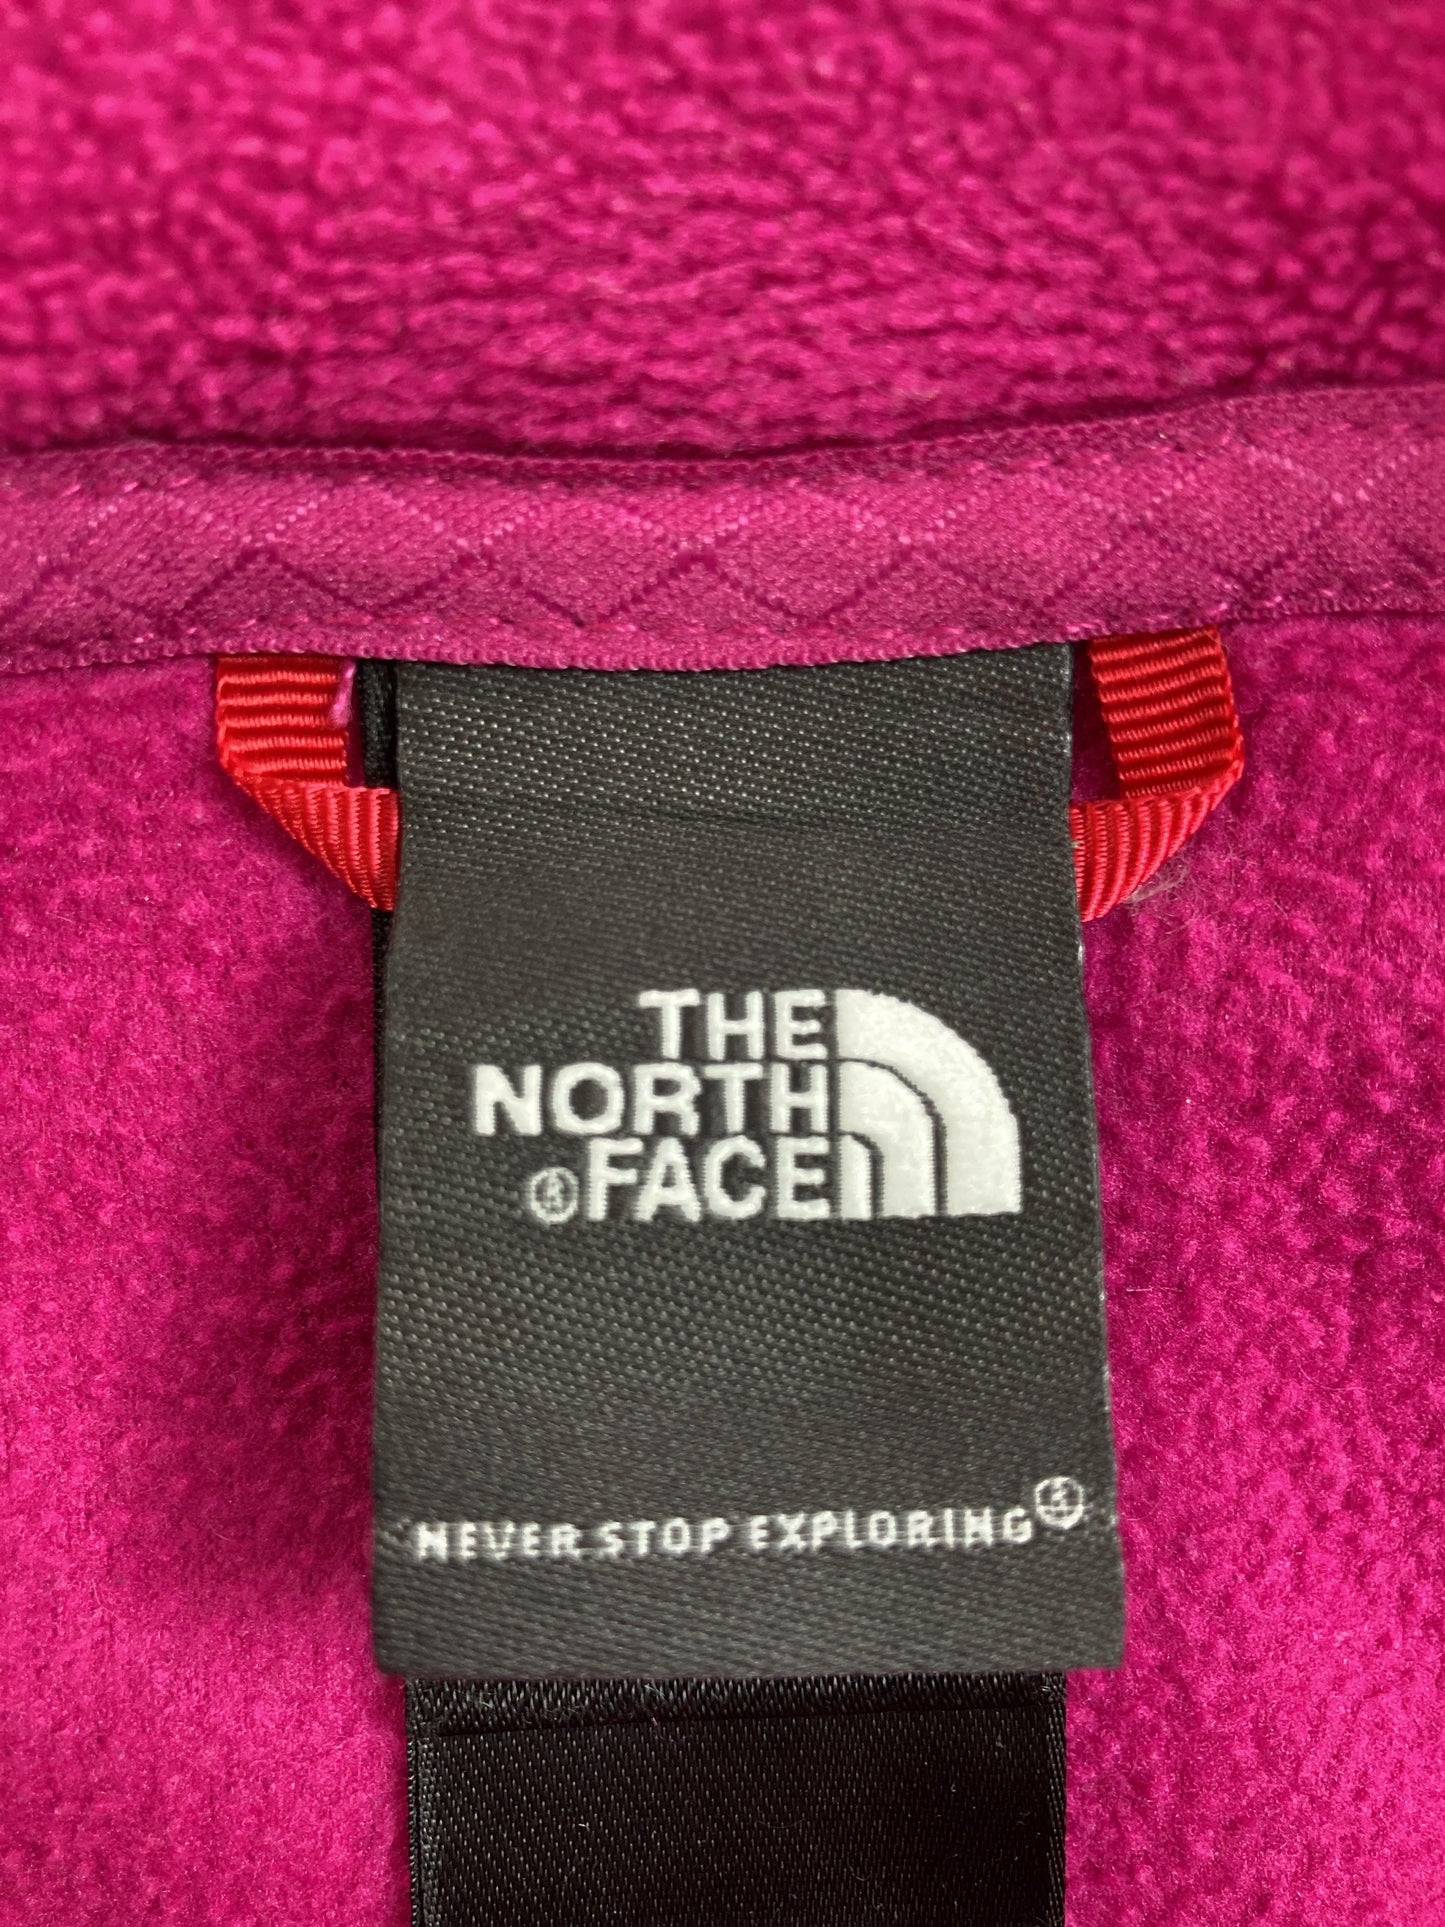 THE
NORTH
®FACE
NEVER STOP EXPLORING®